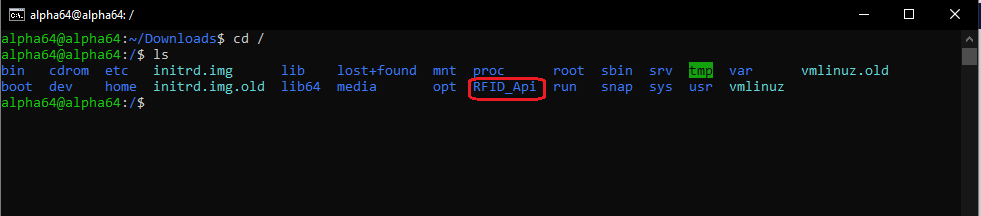 alpha64@alpha64: /
alpha64@alpha64:~/Downloads$ cd /
alpha64@alpha64:/$ ls
bin cdrom etc initrd.img lib lost+found mnt proc root sbin srv tmp var vmlinuz.old
boot dev home initrd.img.old lib64 media opt RFID_Api run snap sys usr vmlinuz
alpha64@alpha64:/$